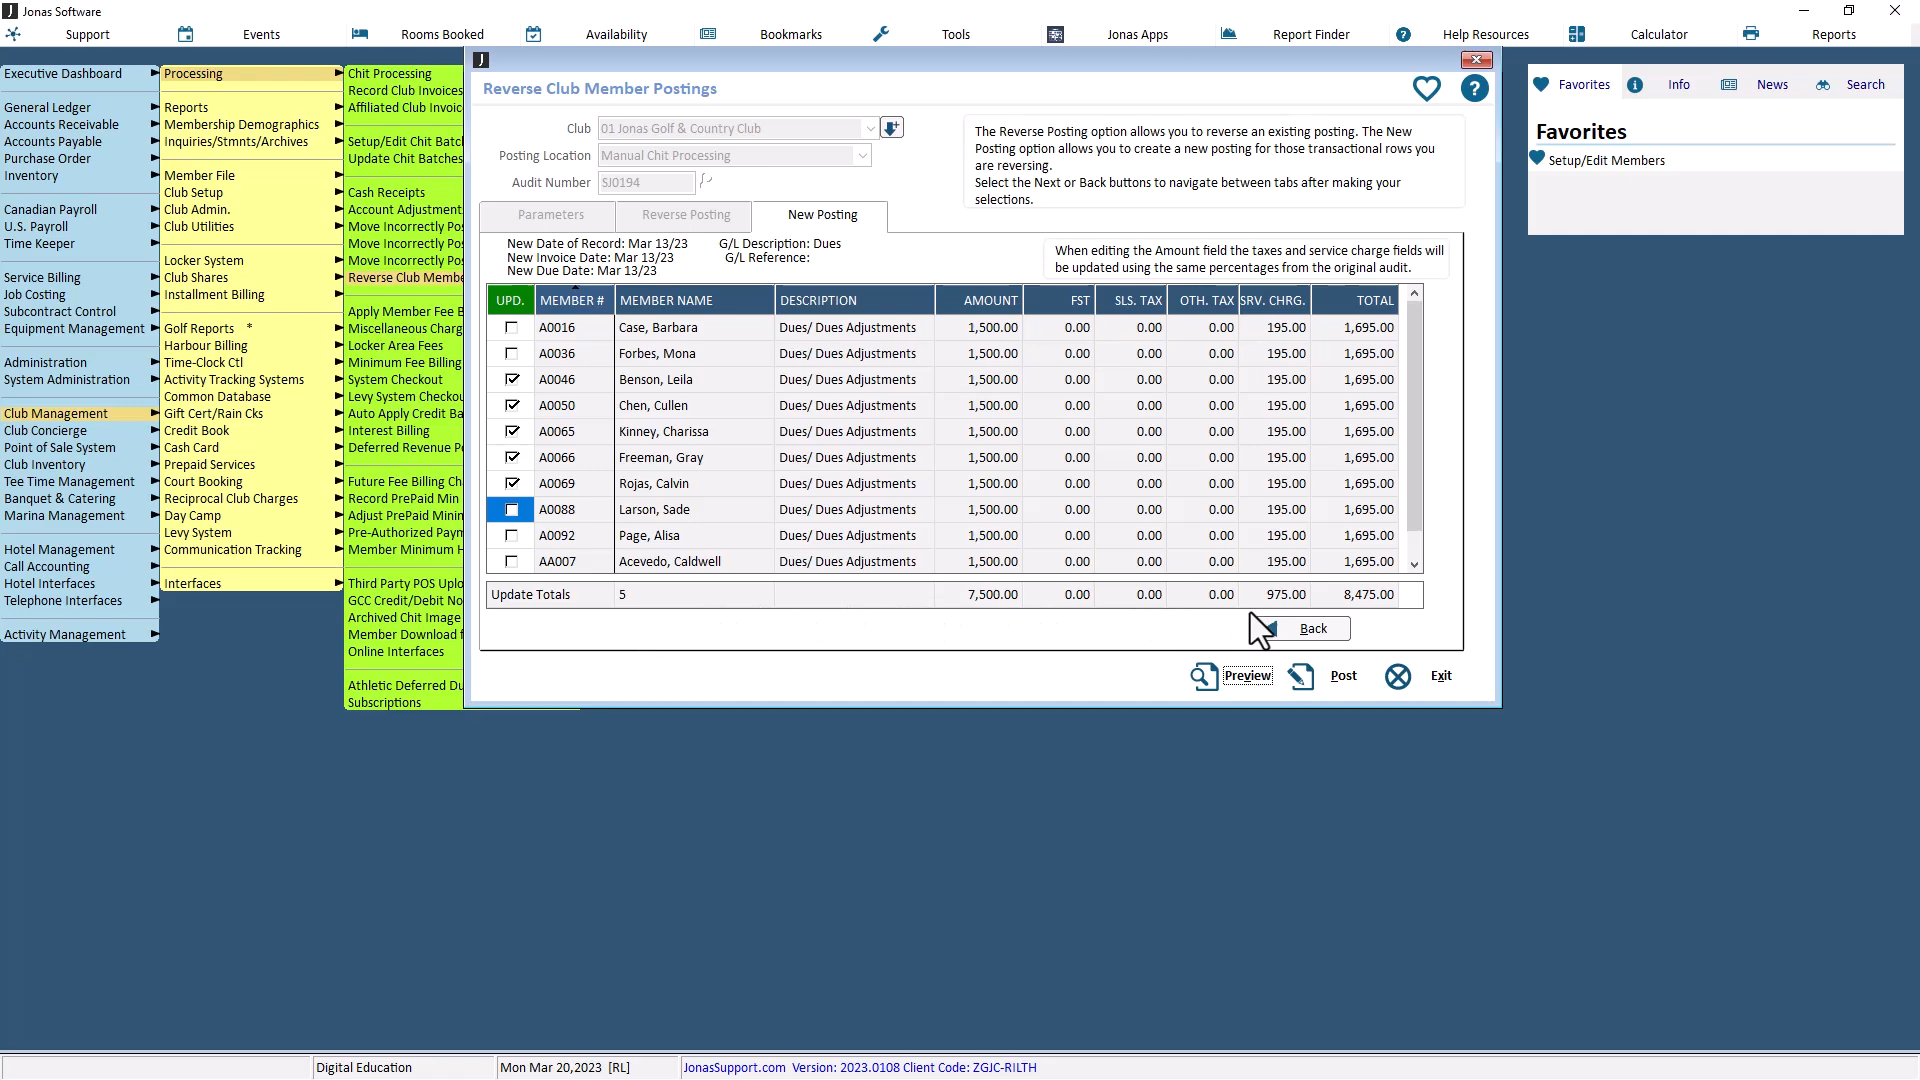 Jonas Software
Support Events Rooms Booked Availability Bookmarks Tools Jonas Apps Report Finder Help Resources Calculator Reports
Executive Dashboard
General Ledger
Accounts Receivable
Accounts Payable
Purchase Order
Inventory
Canadian Payroll
U.S. Payroll
Time Keeper
Service Billing
Job Costing
Subcontract Control
Equipment Management
Administration
System Administration
Club Management
Club Concierge
Point of Sale System
Club Inventory
Tee Time Management
Banquet & Catering
Marina Management
Hotel Management
Call Accounting
Hotel Interfaces
Telephone Interfaces
Activity Management
Processing
Reports
Membership Demographics
Inquiries/Stmnts/Archives
Member File
Club Setup
Club Admin.
Club Utilities
Locker System
Club Shares
Installment Billing
Golf Reports *
Harbour Billing
Time-Clock Ctl
Activity Tracking Systems
Common Database
Gift Cert/Rain Cks
Credit Book
Cash Card
Prepaid Services
Court Booking
Reciprocal Club Charges
Day Camp
Levy System
Communication Tracking
Interfaces
Chit Processing
Record Club Invoices
Affiliated Club Invoic
Setup/Edit Chit Batch
Update Chit Batches
Cash Receipts
Account Adjustment
Move Incorrectly Pos
Move Incorrectly Pos
Move Incorrectly Pos
Reverse Club Membe
Apply Member Fee B
Miscellaneous Charg
Locker Area Fees
Minimum Fee Billing
System Checkout
Levy System Checkou
Auto Apply Credit Ba
Interest Billing
Deferred Revenue Po
Future Fee Billing Ch
Record PrePaid Min
Adjust PrePaid Minin
Pre-Authorized Paym
Member Minimum H
Third Party POS Uplo
GCC Credit/Debit No
Archived Chit Image
Member Download f
Online Interfaces
Athletic Deferred Du
Subscriptions
Reverse Club Member Postings
Club 01 Jonas Golf & Country Club
Posting Location Manual Chit Processing
Audit Number SJ0194
The Reverse Posting option allows you to reverse an existing posting. The New
Posting option allows you to create a new posting for those transactional rows you
are reversing.
Select the Next or Back buttons to navigate between tabs after making your
selections.
Parameters Reverse Posting New Posting
New Date of Record: Mar 13/23 G/L Description: Dues
New Invoice Date: Mar 13/23 G/L Reference:
New Due Date: Mar 13/23
When editing the Amount field the taxes and service charge fields will
be updated using the same percentages from the original audit.
UPD. MEMBER # MEMBER NAME DESCRIPTION AMOUNT FST SLS. TAX OTH. TAX SRV. CHRG. TOTAL
A0016 Case, Barbara Dues/ Dues Adjustments 1,500.00 0.00 0.00 0.00 195.00 1,695.00
A0036 Forbes, Mona Dues/ Dues Adjustments 1,500.00 0.00 0.00 0.00 195.00 1,695.00
A0046 Benson, Leila Dues/ Dues Adjustments 1,500.00 0.00 0.00 0.00 195.00 1,695.00
A0050 Chen, Cullen Dues/ Dues Adjustments 1,500.00 0.00 0.00 0.00 195.00 1,695.00
A0065 Kinney, Charissa Dues/ Dues Adjustments 1,500.00 0.00 0.00 0.00 195.00 1,695.00
A0066 Freeman, Gray Dues/ Dues Adjustments 1,500.00 0.00 0.00 0.00 195.00 1,695.00
A0069 Rojas, Calvin Dues/ Dues Adjustments 1,500.00 0.00 0.00 0.00 195.00 1,695.00
A0088 Larson, Sade Dues/ Dues Adjustments 1,500.00 0.00 0.00 0.00 195.00 1,695.00
A0092 Page, Alisa Dues/ Dues Adjustments 1,500.00 0.00 0.00 0.00 195.00 1,695.00
AA007 Acevedo, Caldwell Dues/ Dues Adjustments 1,500.00 0.00 0.00 0.00 195.00 1,695.00
Update Totals 5 7,500.00 0.00 0.00 0.00 975.00 8,475.00
Back
Preview Post Exit
Favorites Info News Search
Favorites
Setup/Edit Members
Digital Education Mon Mar 20,2023 [RL] JonasSupport.com Version: 2023.0108 Client Code: ZGJC-RILTH